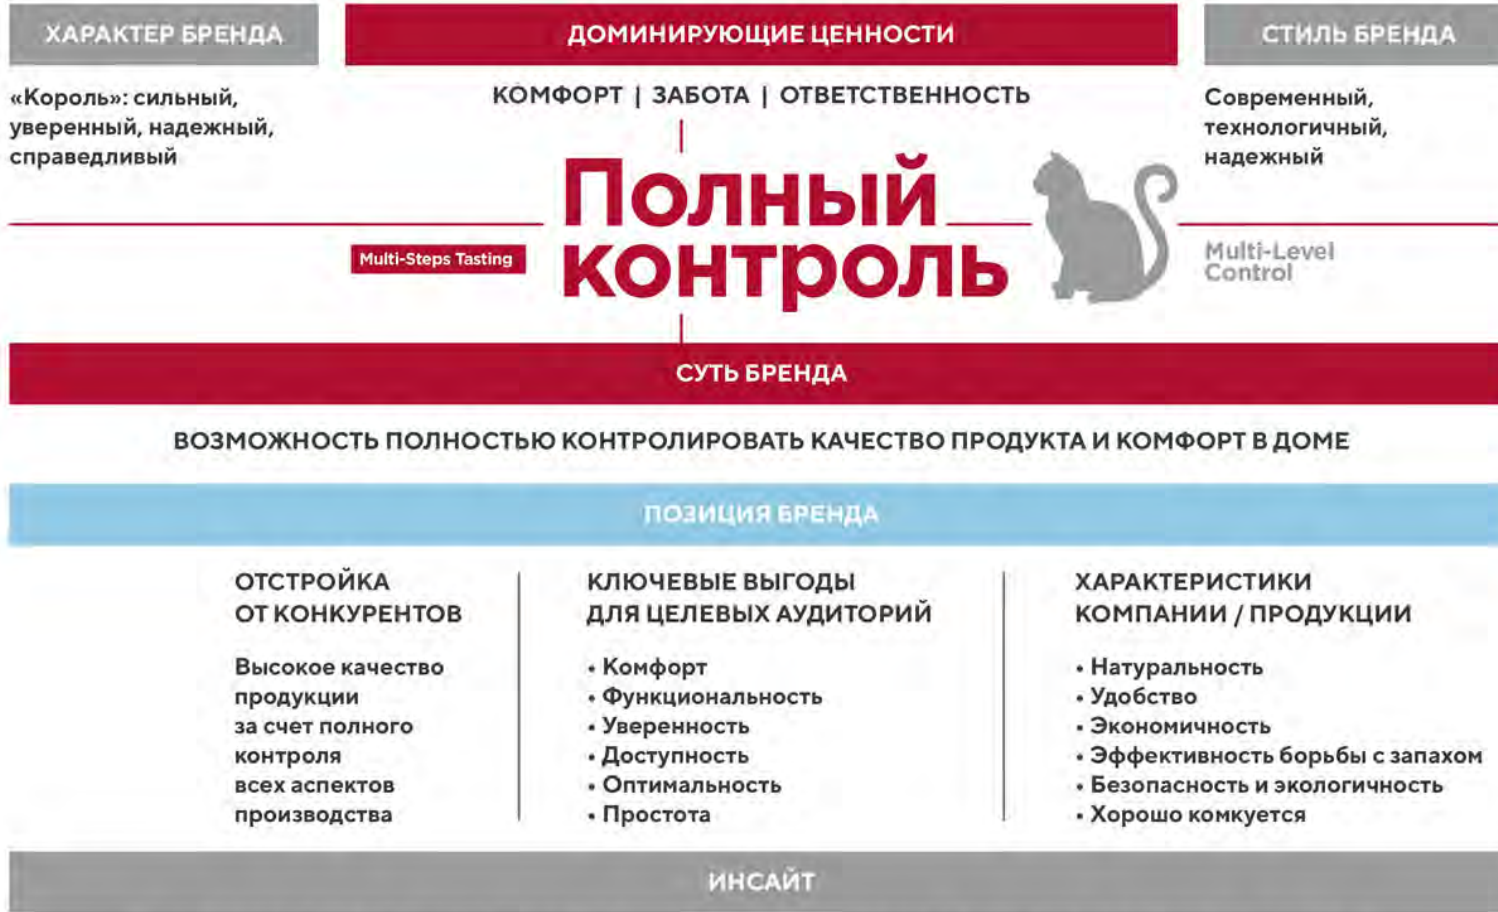 ХАРАКТЕР БРЕНДА
«Король»: сильный,
уверенный, надежный,
справедливый
ДОМИНИРУЮЩИЕ ЦЕННОСТИ
КОМФОРТ | ЗАБОТА | ОТВЕТСТВЕННОСТЬ
СТИЛЬ БРЕНДА
Современный,
технологичный,
надежный
Полный
контроль
Multi-Steps Tasting
Multi-Level
Control
СУТЬ БРЕНДА
ВОЗМОЖНОСТЬ ПОЛНОСТЬЮ КОНТРОЛИРОВАТЬ КАЧЕСТВО ПРОДУКТА И КОМФОРТ В ДОМЕ
ПОЗИЦИЯ БРЕНДА
ОТСТРОЙКА
ОТ КОНКУРЕНТОВ
Высокое качество
продукции
за счет полного
контроля
всех аспектов
производства
КЛЮЧЕВЫЕ ВЫГОДЫ
ДЛЯ ЦЕЛЕВЫХ АУДИТОРИЙ
• Комфорт
• Функциональность
• Уверенность
• Доступность
• Оптимальность
• Простота
ХАРАКТЕРИСТИКИ
КОМПАНИИ / ПРОДУКЦИИ
• Натуральность
• Удобство
• Экономичность
• Эффективность борьбы с запахом
• Безопасность и экологичность
• Хорошо комкуется
ИНСАЙТ